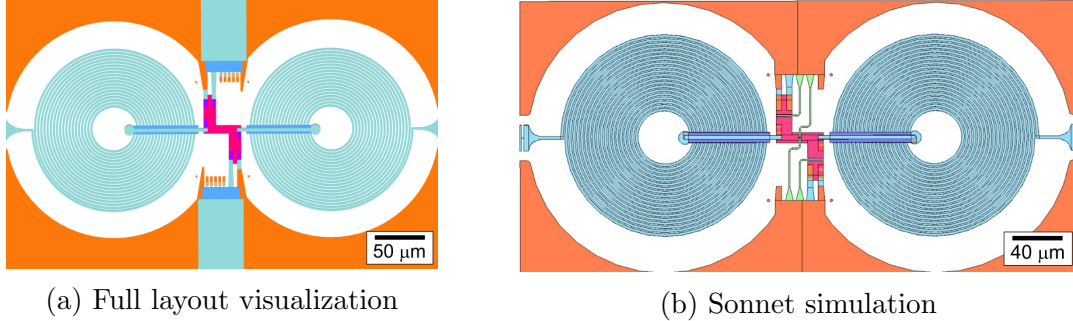 50 μm
40 μm
(a) Full layout visualization
(b) Sonnet simulation